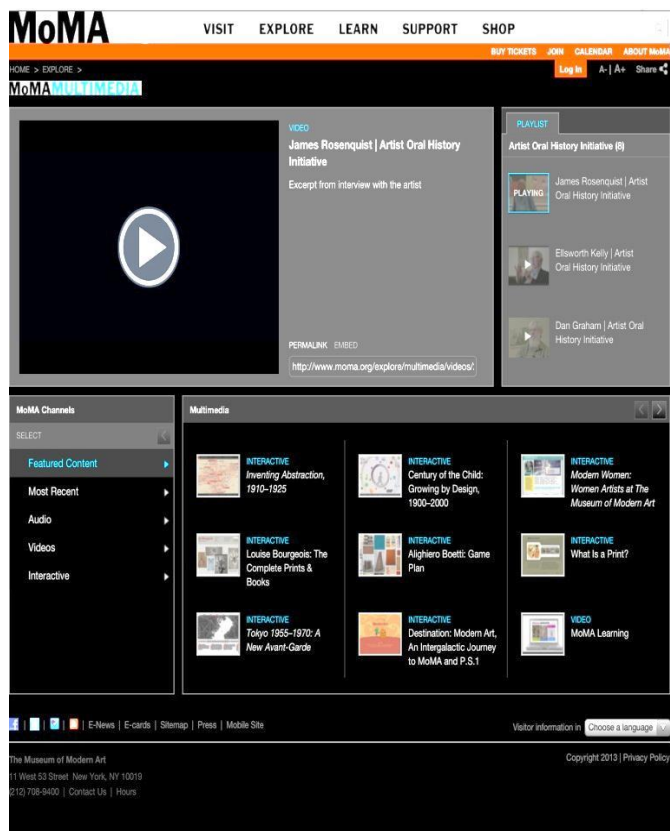 MoMA
VISIT EXPLORE LEARN SUPPORT SHOP
BUY TICKETS JOIN CALENDAR ABOUT MoMA
HOME > EXPLORE >
Log In A- | A+ Share
MoMAMULTIMEDIA
VIDEO
James Rosenquist | Artist Oral History
Initiative
Excerpt from interview with the artist
PERMALINK EMBED
http://www.moma.org/explore/multimedia/videos/
PLAYLIST
Artist Oral History Initiative (8)
PLAYING
James Rosenquist | Artist
Oral History Initiative
Ellsworth Kelly | Artist
Oral History Initiative
Dan Graham | Artist Oral
History Initiative
MoMA Channels
SELECT
Featured Content
Most Recent
Audio
Videos
Interactive
Multimedia
INTERACTIVE
Inventing Abstraction,
1910–1925
INTERACTIVE
Century of the Child:
Growing by Design,
1900–2000
INTERACTIVE
Modern Women:
Women Artists at The
Museum of Modern Art
INTERACTIVE
Louise Bourgeois: The
Complete Prints &
Books
INTERACTIVE
Alighiero Boetti: Game
Plan
INTERACTIVE
What Is a Print?
INTERACTIVE
Tokyo 1955–1970: A
New Avant-Garde
INTERACTIVE
Destination: Modern Art,
An Intergalactic Journey
to MoMA and P.S.1
VIDEO
MoMA Learning
| | | | E-News | E-cards | Sitemap | Press | Mobile Site
Visitor information in Choose a language
The Museum of Modern Art
11 West 53 Street New York, NY 10019
(212) 708-9400 | Contact Us | Hours
Copyright 2013 | Privacy Policy